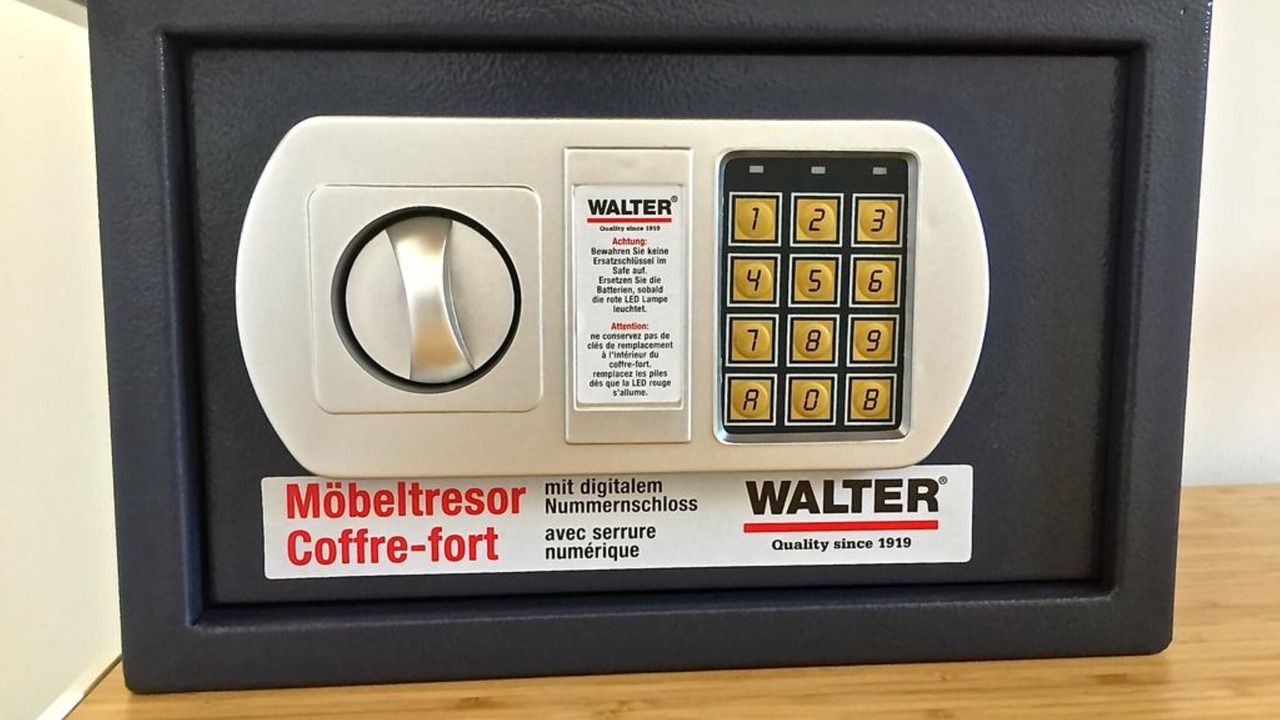 WALTER®
Quality since 1919
Achtung:
Bewahren Sie keine
Ersatzschlüssel im
Safe auf.
Ersetzen Sie die
Batterien, sobald
die rote LED Lampe
leuchtet.
Attention:
ne conservez pas de
clés de remplacement
à l'intérieur du
coffre-fort.
remplacez les piles
dès que la LED rouge
s'allume.
1 2 3
4 5 6
7 8 9
A 0 B
Möbeltresor
Coffre-fort
mit digitalem
Nummernschloss
avec serrure
numérique
WALTER®
Quality since 1919